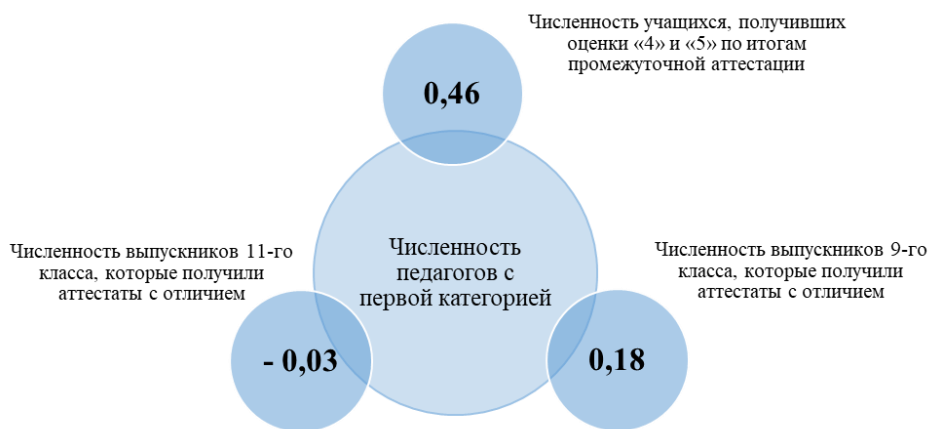 Численность учащихся, получивших
оценки «4» и «5» по итогам
промежуточной аттестации
0,46
Численность выпускников 11-го
класса, которые получили
аттестаты с отличием
Численность
педагогов с
первой категорией
Численность выпускников 9-го
класса, которые получили
аттестаты с отличием
- 0,03
0,18